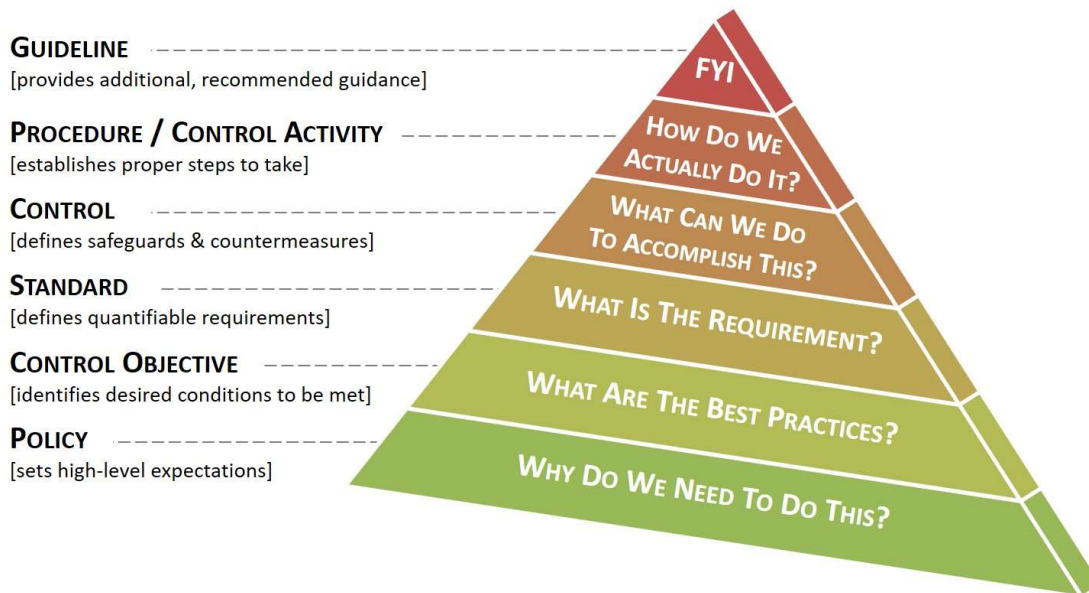 GUIDELINE
[provides additional, recommended guidance]
PROCEDURE / CONTROL ACTIVITY
[establishes proper steps to take]
CONTROL
[defines safeguards & countermeasures]
STANDARD
[defines quantifiable requirements]
CONTROL OBJECTIVE
[identifies desired conditions to be met]
POLICY
[sets high-level expectations]
FYI
HOW DO WE
ACTUALLY DO IT?
WHAT CAN WE DO
TO ACCOMPLISH THIS?
WHAT IS THE REQUIREMENT?
WHAT ARE THE BEST PRACTICES?
WHY DO WE NEED TO DO THIS?